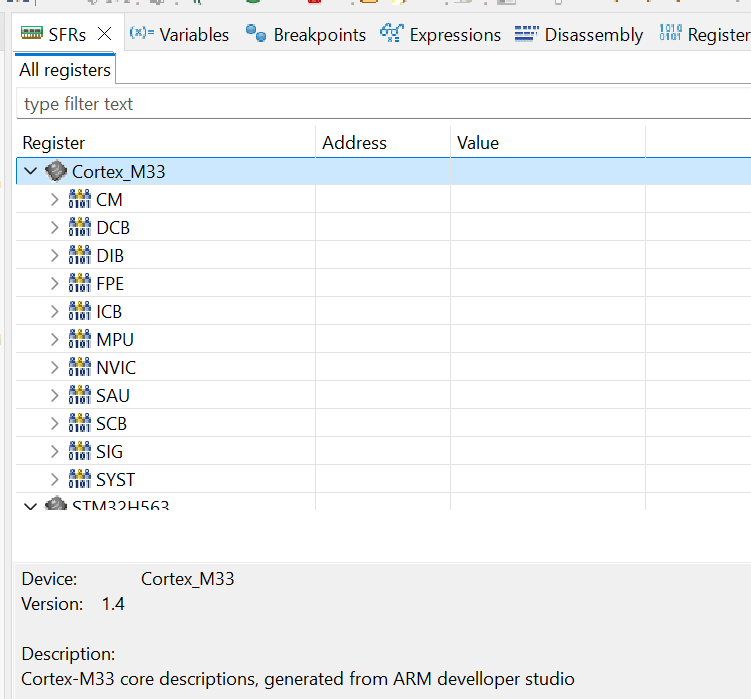 SFRs Variables Breakpoints Expressions Disassembly Register
All registers
type filter text
Register Address Value
Cortex_M33
CM
DCB
DIB
FPE
ICB
MPU
NVIC
SAU
SCB
SIG
SYST
STM32H563
Device: Cortex_M33
Version: 1.4
Description:
Cortex-M33 core descriptions, generated from ARM develloper studio